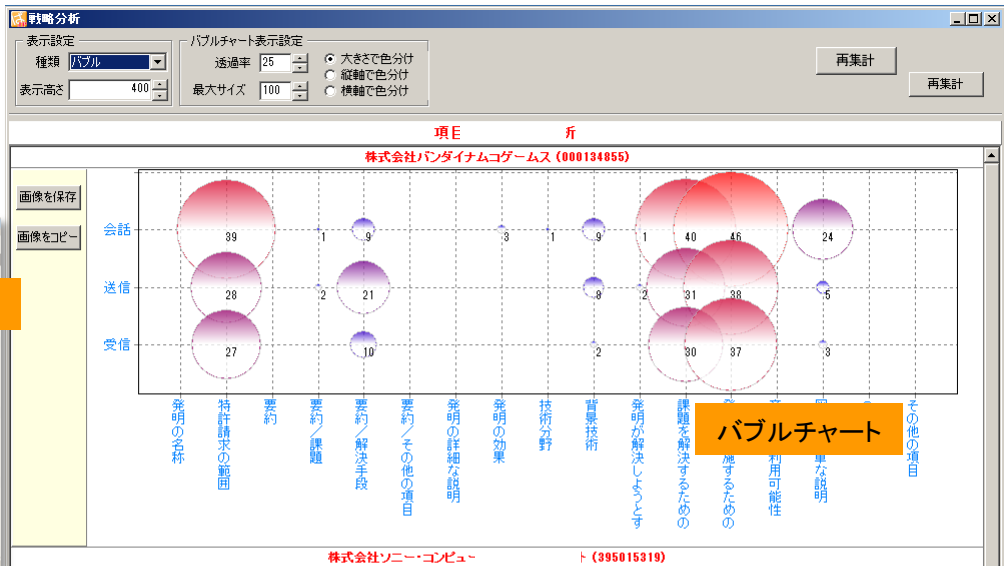 戦略分析
表示設定
種類 バブル
表示高さ 400
バブルチャート表示設定
透過率 25
最大サイズ 100
大きさで色分け
縦軸で色分け
横軸で色分け
再集計
再集計
項目 析
株式会社バンダイナムコゲームス (000134855)
画像を保存
画像をコピー
会話 39 1 9 3 1 9 1 40 46 24
送信 28 2 21 8 2 31 38 5
受信 27 10 2 30 37 3
発明の名称
特許請求の範囲
要約
要約/課題
要約/解決手段
要約/その他の項目
発明の詳細な説明
発明の効果
技術分野
背景技術
発明が解決しようとす
課題を解決するための
施するための
利用可能性
単な説明
その他の項目
バブルチャート
株式会社ソニー・コンピュ (395015319)